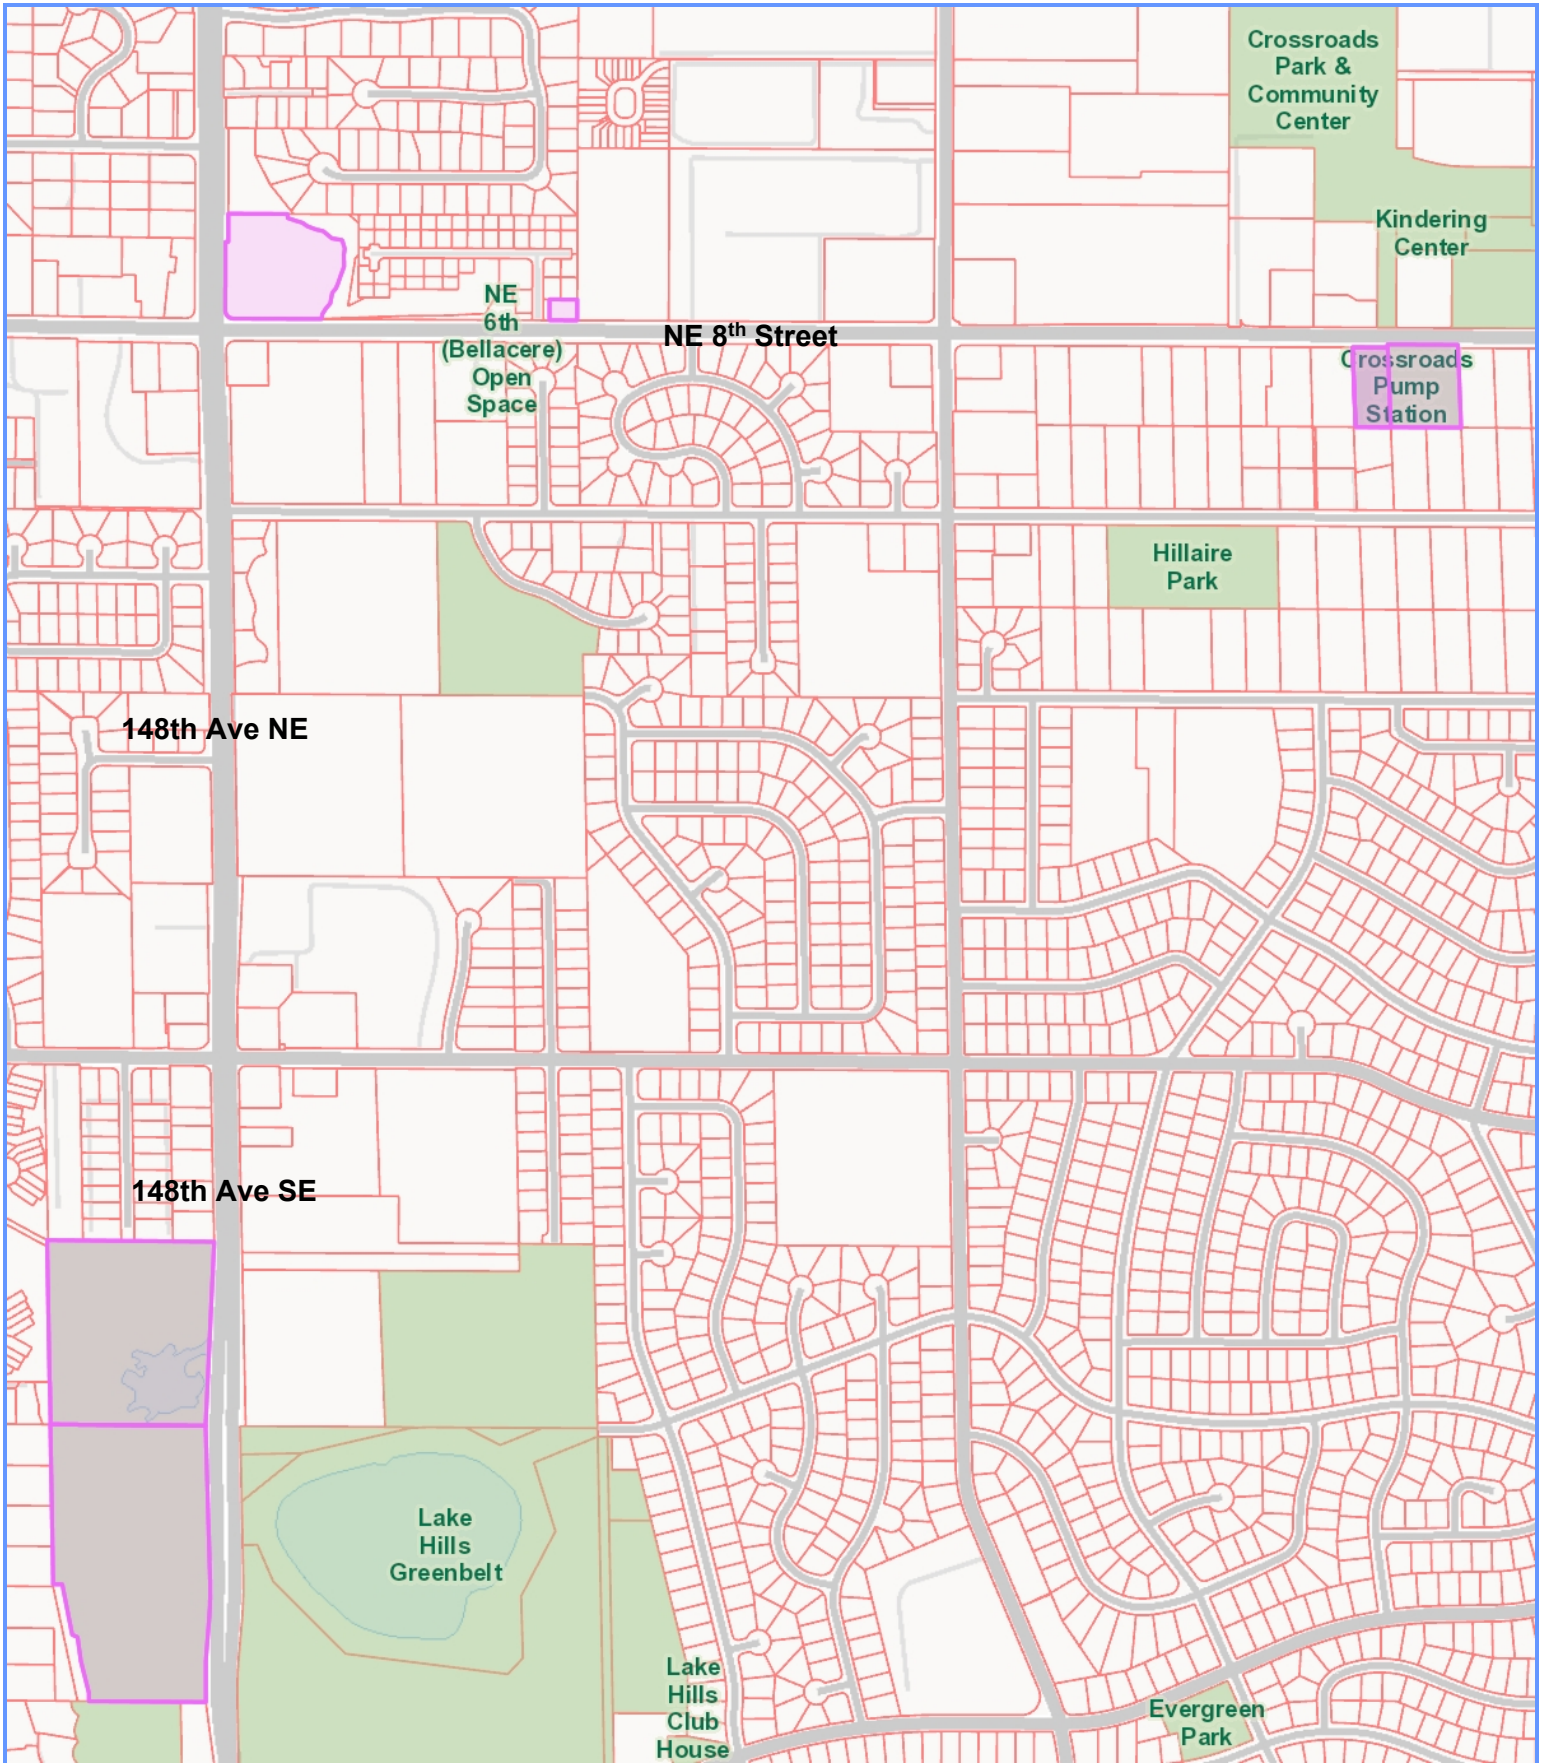 Crossroads
Park &
Community
Center
Kindering
Center
NE
6th
(Bellacere)
Open
Space
NE 8th Street
Crossroads
Pump
Station
Hillaire
Park
148th Ave NE
148th Ave SE
Lake
Hills
Greenbelt
Lake
Hills
Club
House
Evergreen
Park